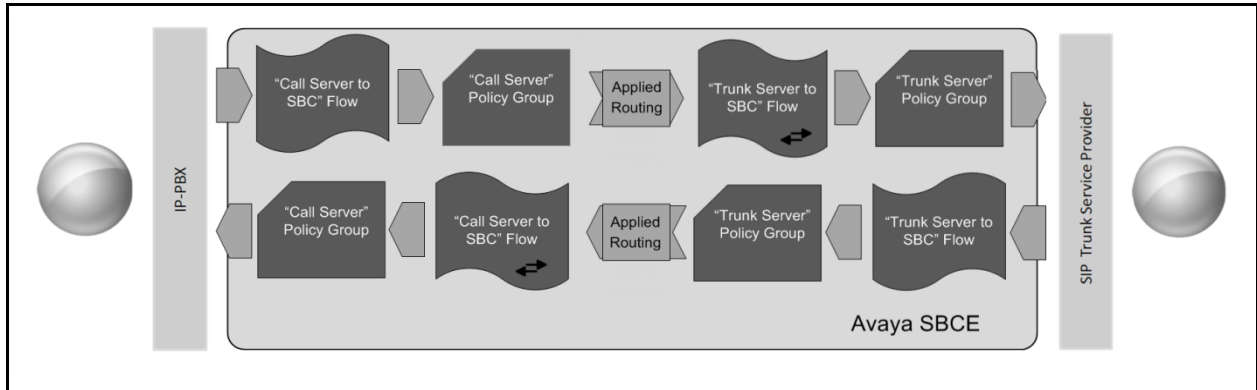 IP-PBX
“Call Server to
SBC” Flow
“Call Server”
Policy Group
Applied
Routing
“Trunk Server to
SBC” Flow
“Trunk Server”
Policy Group
“Call Server”
Policy Group
“Call Server to
SBC” Flow
Applied
Routing
“Trunk Server”
Policy Group
“Trunk Server to
SBC” Flow
Avaya SBCE
SIP Trunk Service Provider